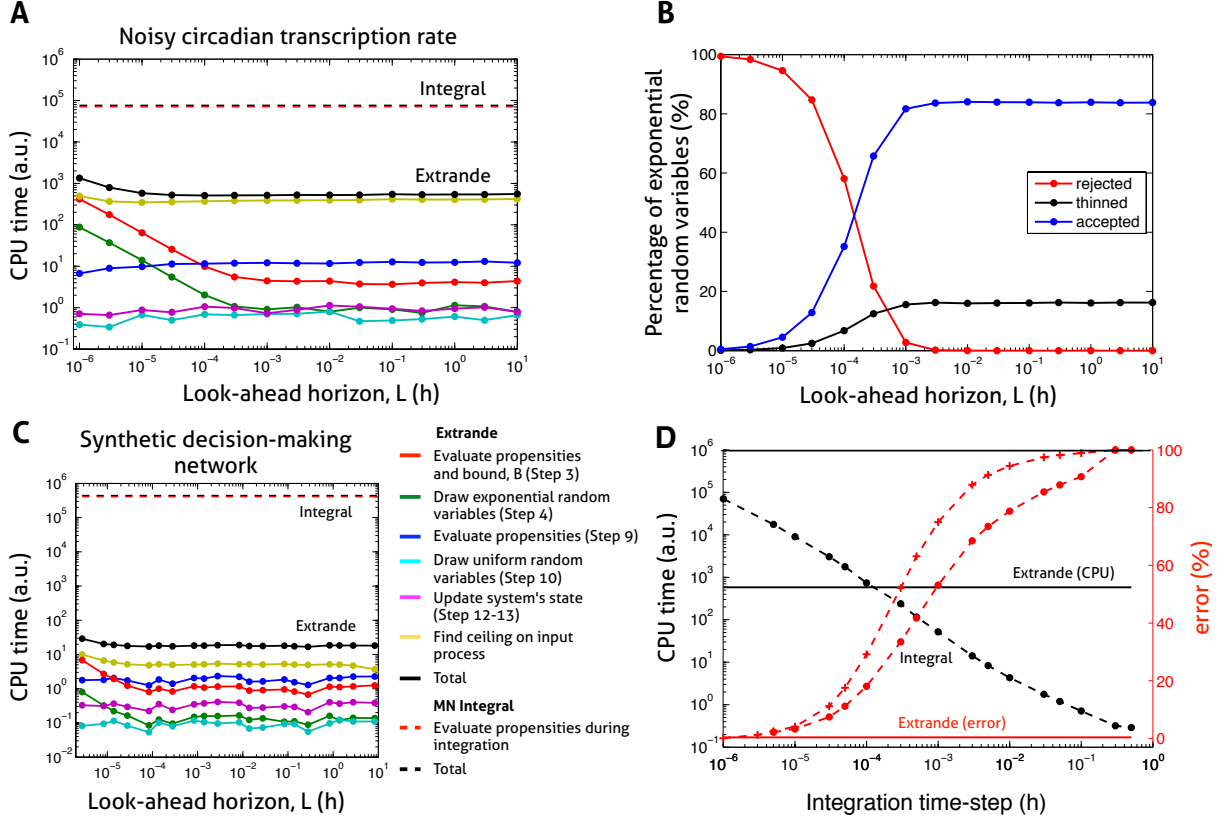 A
Noisy circadian transcription rate
10^6
10^5
10^4
10^3
10^2
10^1
10^0
10^-1
CPU time (a.u.)
Integral
Extrande
10^-6
10^-5
10^-4
10^-3
10^-2
10^-1
10^0
10^1
Look-ahead horizon, L (h)
B
100
80
60
40
20
0
Percentage of exponential
random variables (%)
rejected
thinned
accepted
10^-6
10^-5
10^-4
10^-3
10^-2
10^-1
10^0
10^1
Look-ahead horizon, L (h)
C
Synthetic decision-making
network
10^6
10^5
10^4
10^3
10^2
10^1
10^0
10^-1
10^-2
CPU time (a.u.)
Integral
Extrande
10^-5
10^-4
10^-3
10^-2
10^-1
10^0
10^1
Look-ahead horizon, L (h)
Extrande
Evaluate propensities
and bound, B (Step 3)
Draw exponential random
variables (Step 4)
Evaluate propensities (Step 9)
Draw uniform random
variables (Step 10)
Update system's state
(Step 12-13)
Find ceiling on input
process
Total
MN Integral
Evaluate propensities during
integration
Total
D
10^6
10^5
10^4
10^3
10^2
10^1
10^0
10^-1
CPU time (a.u.)
Extrande (CPU)
Integral
Extrande (error)
100
80
60
40
20
0
error (%)
10^-6
10^-5
10^-4
10^-3
10^-2
10^-1
10^0
Integration time-step (h)